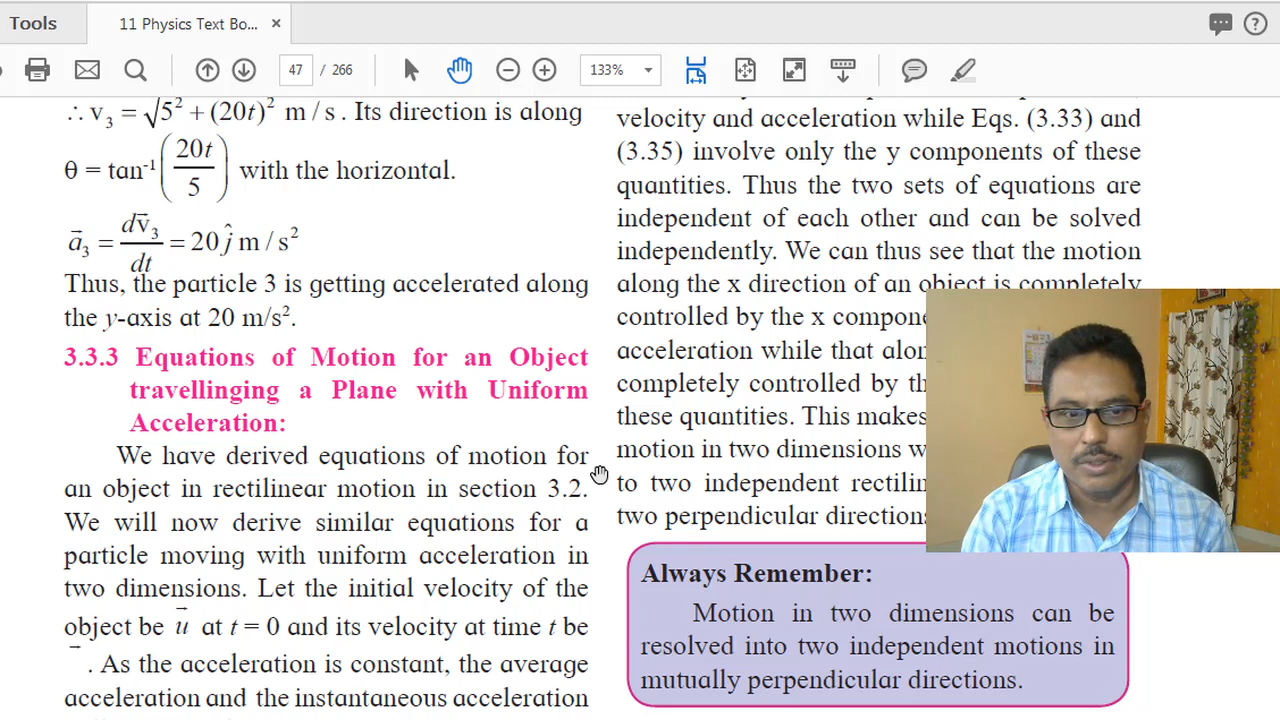 Tools
11 Physics Text Bo... ×
47 / 266
133%
∴ v₃ = √5² + (20t)² m / s . Its direction is along
θ = tan⁻¹ (20t/5) with the horizontal.
a⃗₃ = dv̄₃/dt = 20 ĵ m / s²
Thus, the particle 3 is getting accelerated along
the y-axis at 20 m/s².
3.3.3 Equations of Motion for an Object
travellinging a Plane with Uniform
Acceleration:
We have derived equations of motion for
an object in rectilinear motion in section 3.2.
We will now derive similar equations for a
particle moving with uniform acceleration in
two dimensions. Let the initial velocity of the
object be u⃗ at t = 0 and its velocity at time t be
. As the acceleration is constant, the average
acceleration and the instantaneous acceleration
velocity and acceleration while Eqs. (3.33) and
(3.35) involve only the y components of these
quantities. Thus the two sets of equations are
independent of each other and can be solved
independently. We can thus see that the motion
along the x direction of an object is completely
controlled by the x
acceleration while that
completely controlled by
these quantities. This makes
motion in two dimensions
to two independent
two perpendicular
Always Remember:
Motion in two dimensions can be
resolved into two independent motions in
mutually perpendicular directions.